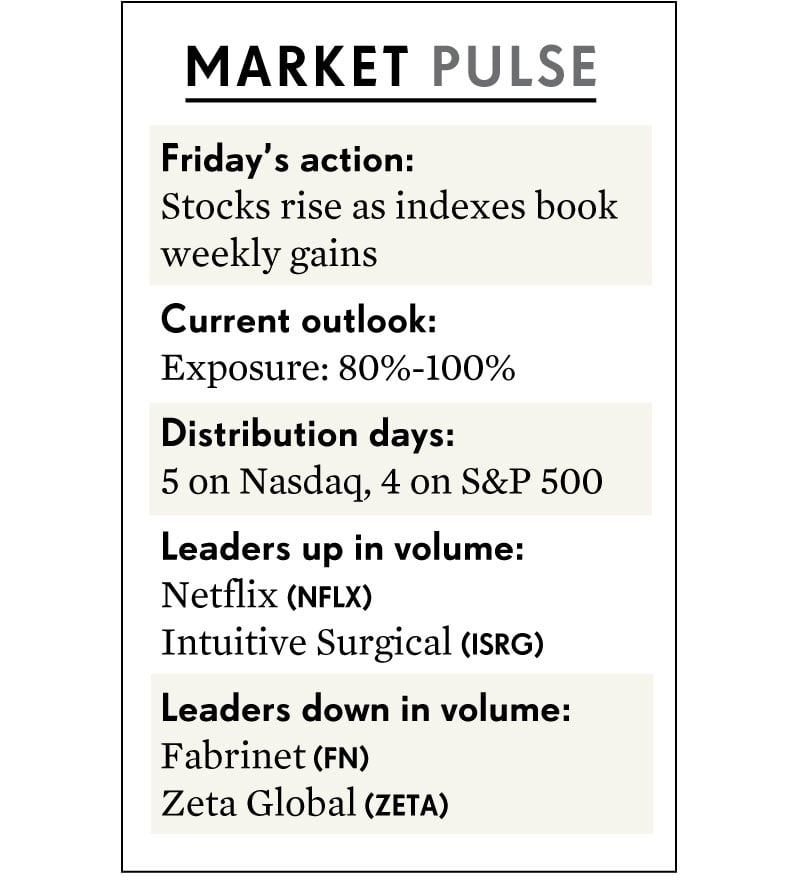 MARKET PULSE
Friday’s action:
Stocks rise as indexes book
weekly gains
Current outlook:
Exposure: 80%-100%
Distribution days:
5 on Nasdaq, 4 on S&P 500
Leaders up in volume:
Netflix (NFLX)
Intuitive Surgical (ISRG)
Leaders down in volume:
Fabrinet (FN)
Zeta Global (ZETA)